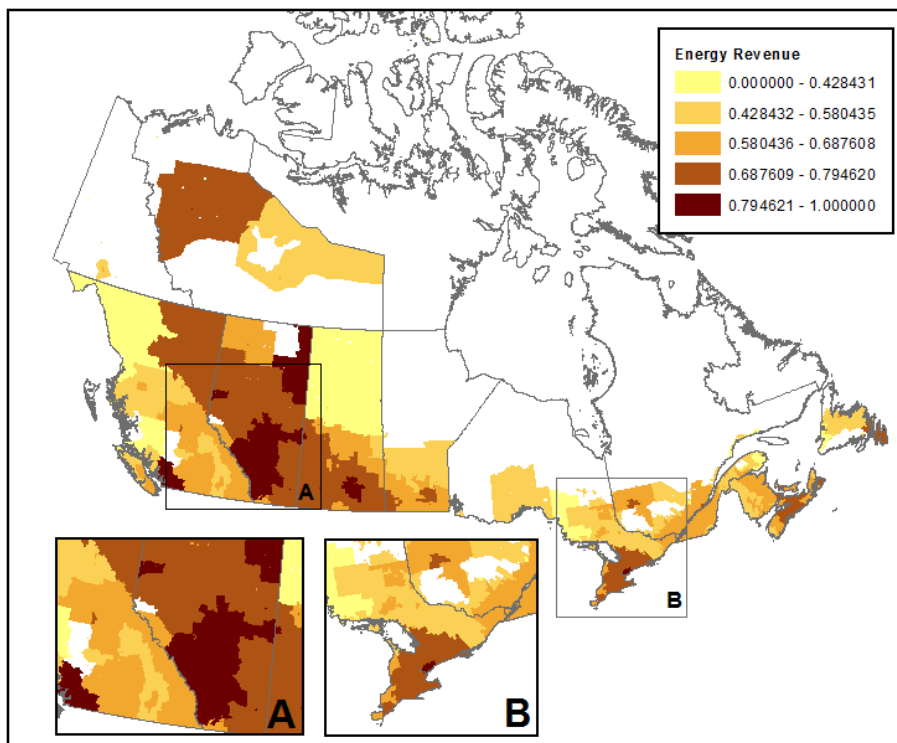 Energy Revenue
0.000000 - 0.428431
0.428432 - 0.580435
0.580436 - 0.687608
0.687609 - 0.794620
0.794621 - 1.000000
A
B
A
B